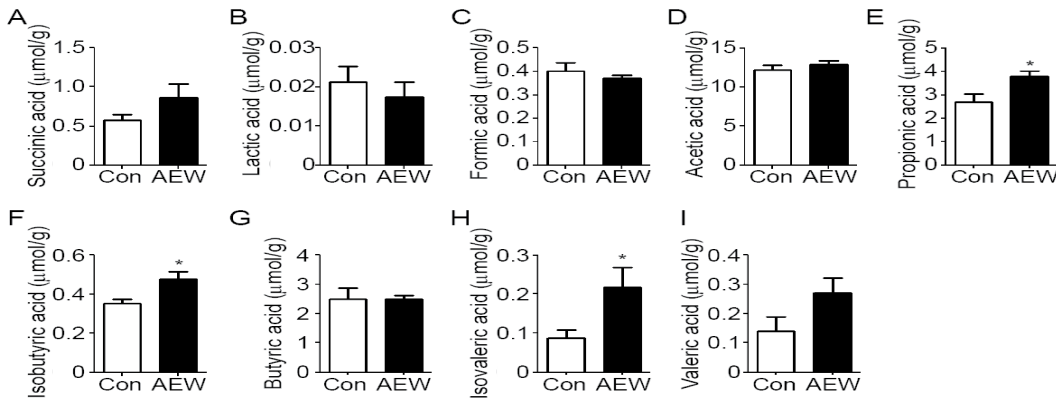 A
Succinic acid (μmol/g)
1.5
1.0
0.5
0
Con AEW
B
Lactic acid (μmol/g)
0.03
0.02
0.01
0
Con AEW
C
Formic acid (μmol/g)
0.5
0.4
0.3
0.2
0.1
0
Con AEW
D
Acetic acid (μmol/g)
15
10
5
0
Con AEW
E
Propionic acid (μmol/g)
5
4
3
2
1
0
*
Con AEW
F
Isobutyric acid (μmol/g)
0.6
0.4
0.2
0
*
Con AEW
G
Butyric acid (μmol/g)
4
3
2
1
0
Con AEW
H
Isovaleric acid (μmol/g)
0.3
0.2
0.1
0
*
Con AEW
I
Valeric acid (μmol/g)
0.4
0.3
0.2
0.1
0
Con AEW